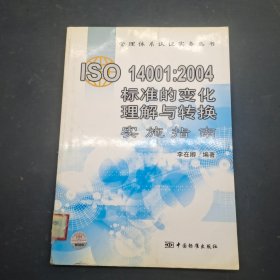 管理体系认证实务丛书
ISO 14001:2004
标准的变化
理解与转换
实施指南
李在卿 编著
中国标准出版社